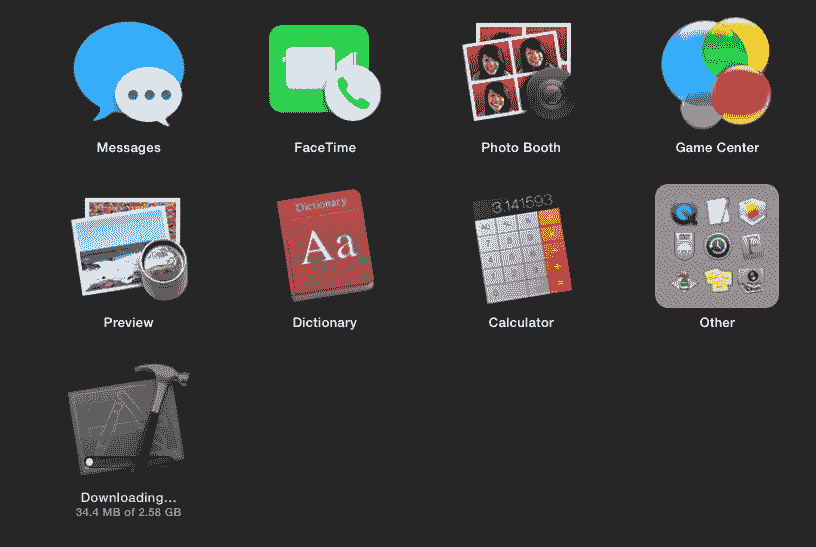 Messages
FaceTime
Photo Booth
Game Center
Dictionary
Aa
3.141593
Preview
Dictionary
Calculator
Other
Downloading...
34.4 MB of 2.58 GB